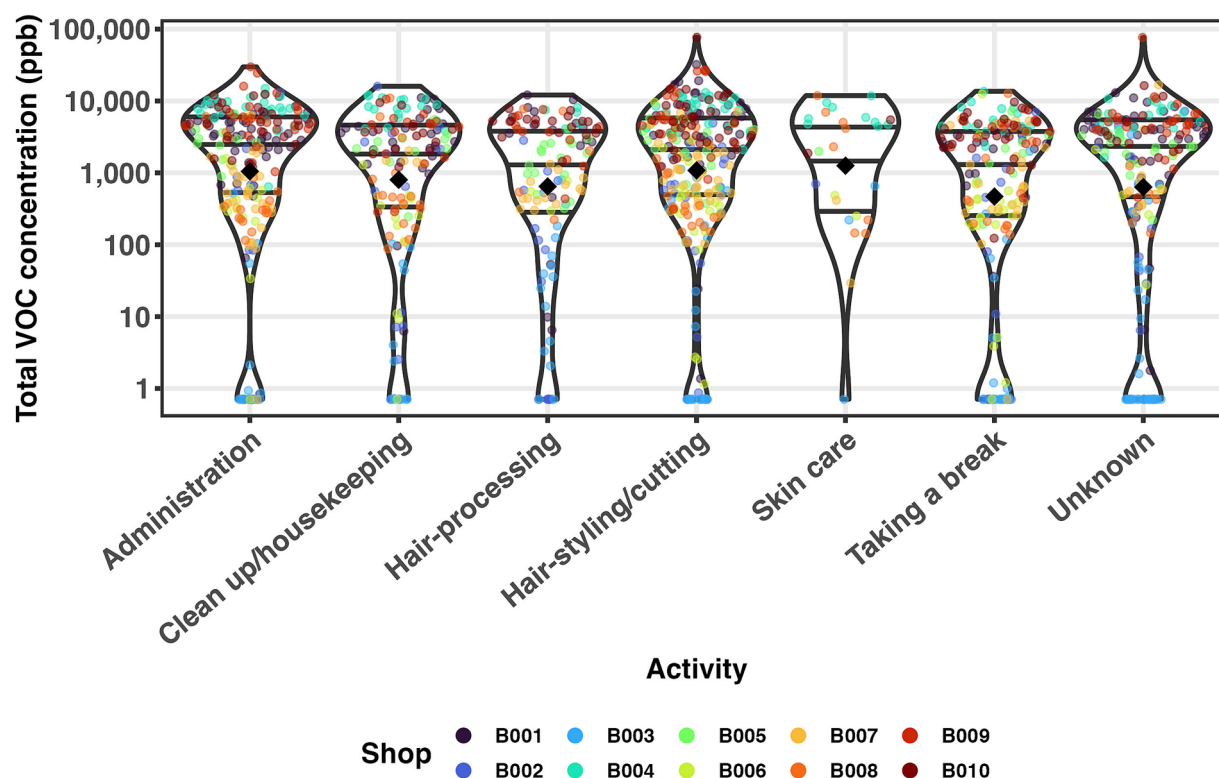 Total VOC concentration (ppb)
100,000
10,000
1,000
100
10
1
Administration
Clean up/housekeeping
Hair-processing
Hair-styling/cutting
Skin care
Taking a break
Unknown
Activity
Shop
B001 B003 B005 B007 B009
B002 B004 B006 B008 B010